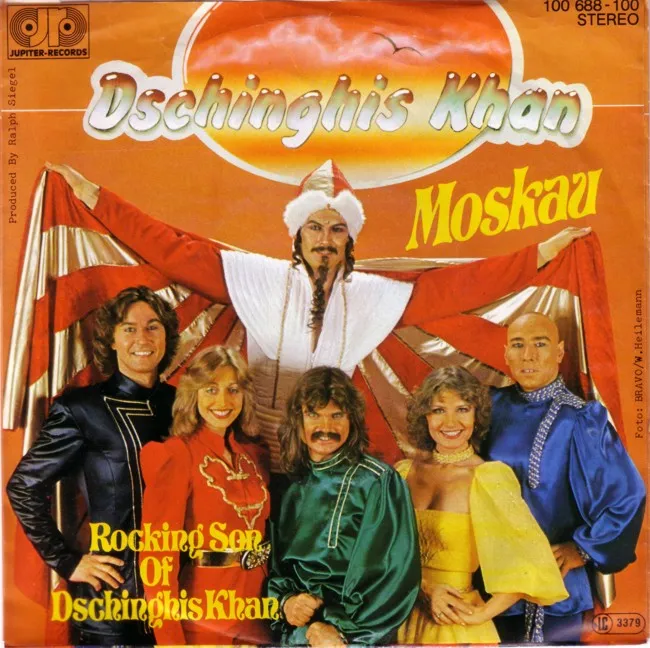 JUPITER-RECORDS
100 688-100
STEREO
Dschinghis Khan
Moskau
Produced By Ralph Siegel
Foto: BRAVO/W.Heilemann
Rocking Son
Of
Dschinghis Khan
LC 3379